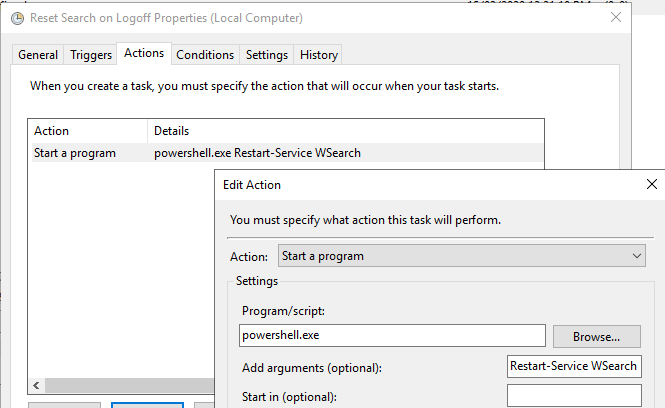 Reset Search on Logoff Properties (Local Computer)
General Triggers Actions Conditions Settings History
When you create a task, you must specify the action that will occur when your task starts.
Action Details
Start a program powershell.exe Restart-Service WSearch
Edit Action
You must specify what action this task will perform.
Action: Start a program
Settings
Program/script:
powershell.exe Browse...
Add arguments (optional): Restart-Service WSearch
Start in (optional):